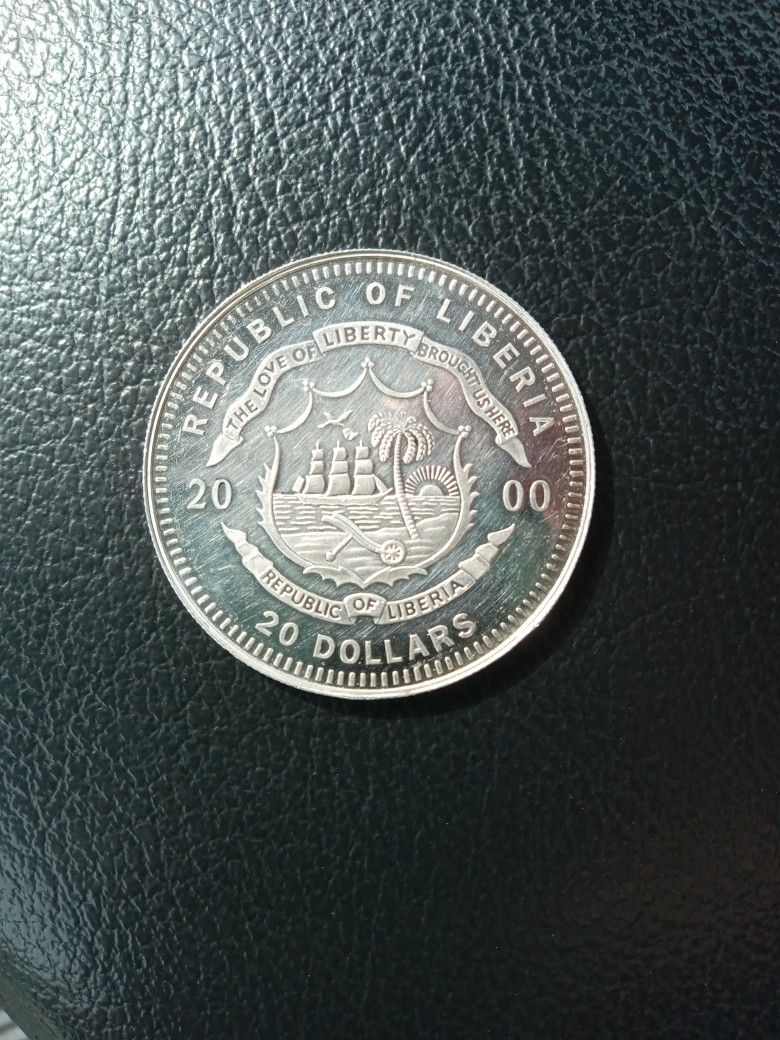 REPUBLIC OF LIBERIA
THE LOVE OF LIBERTY BROUGHT US HERE
20 00
REPUBLIC OF LIBERIA
20 DOLLARS